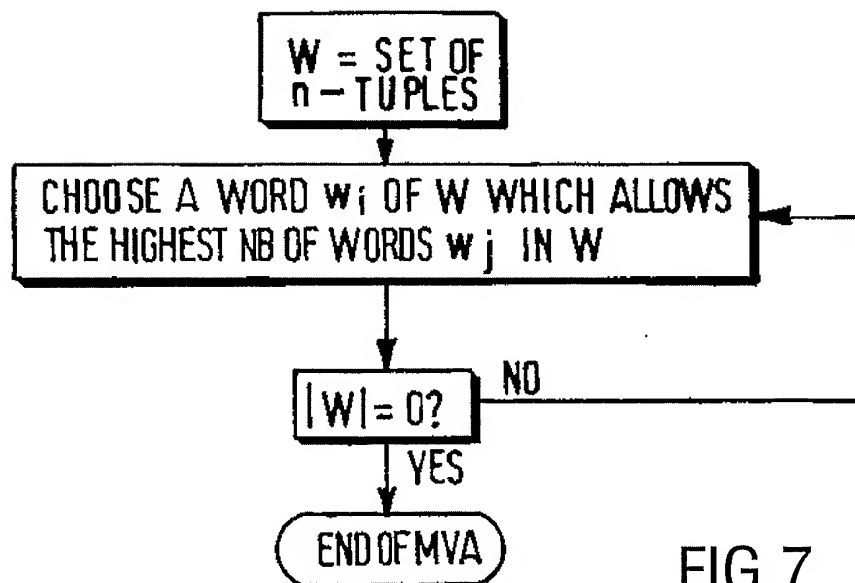 W = SET OF
n - TUPLES
CHOOSE A WORD wi OF W WHICH ALLOWS
THE HIGHEST NB OF WORDS wj IN W
|W| = 0?
NO
YES
END OF MVA
FIG. 7